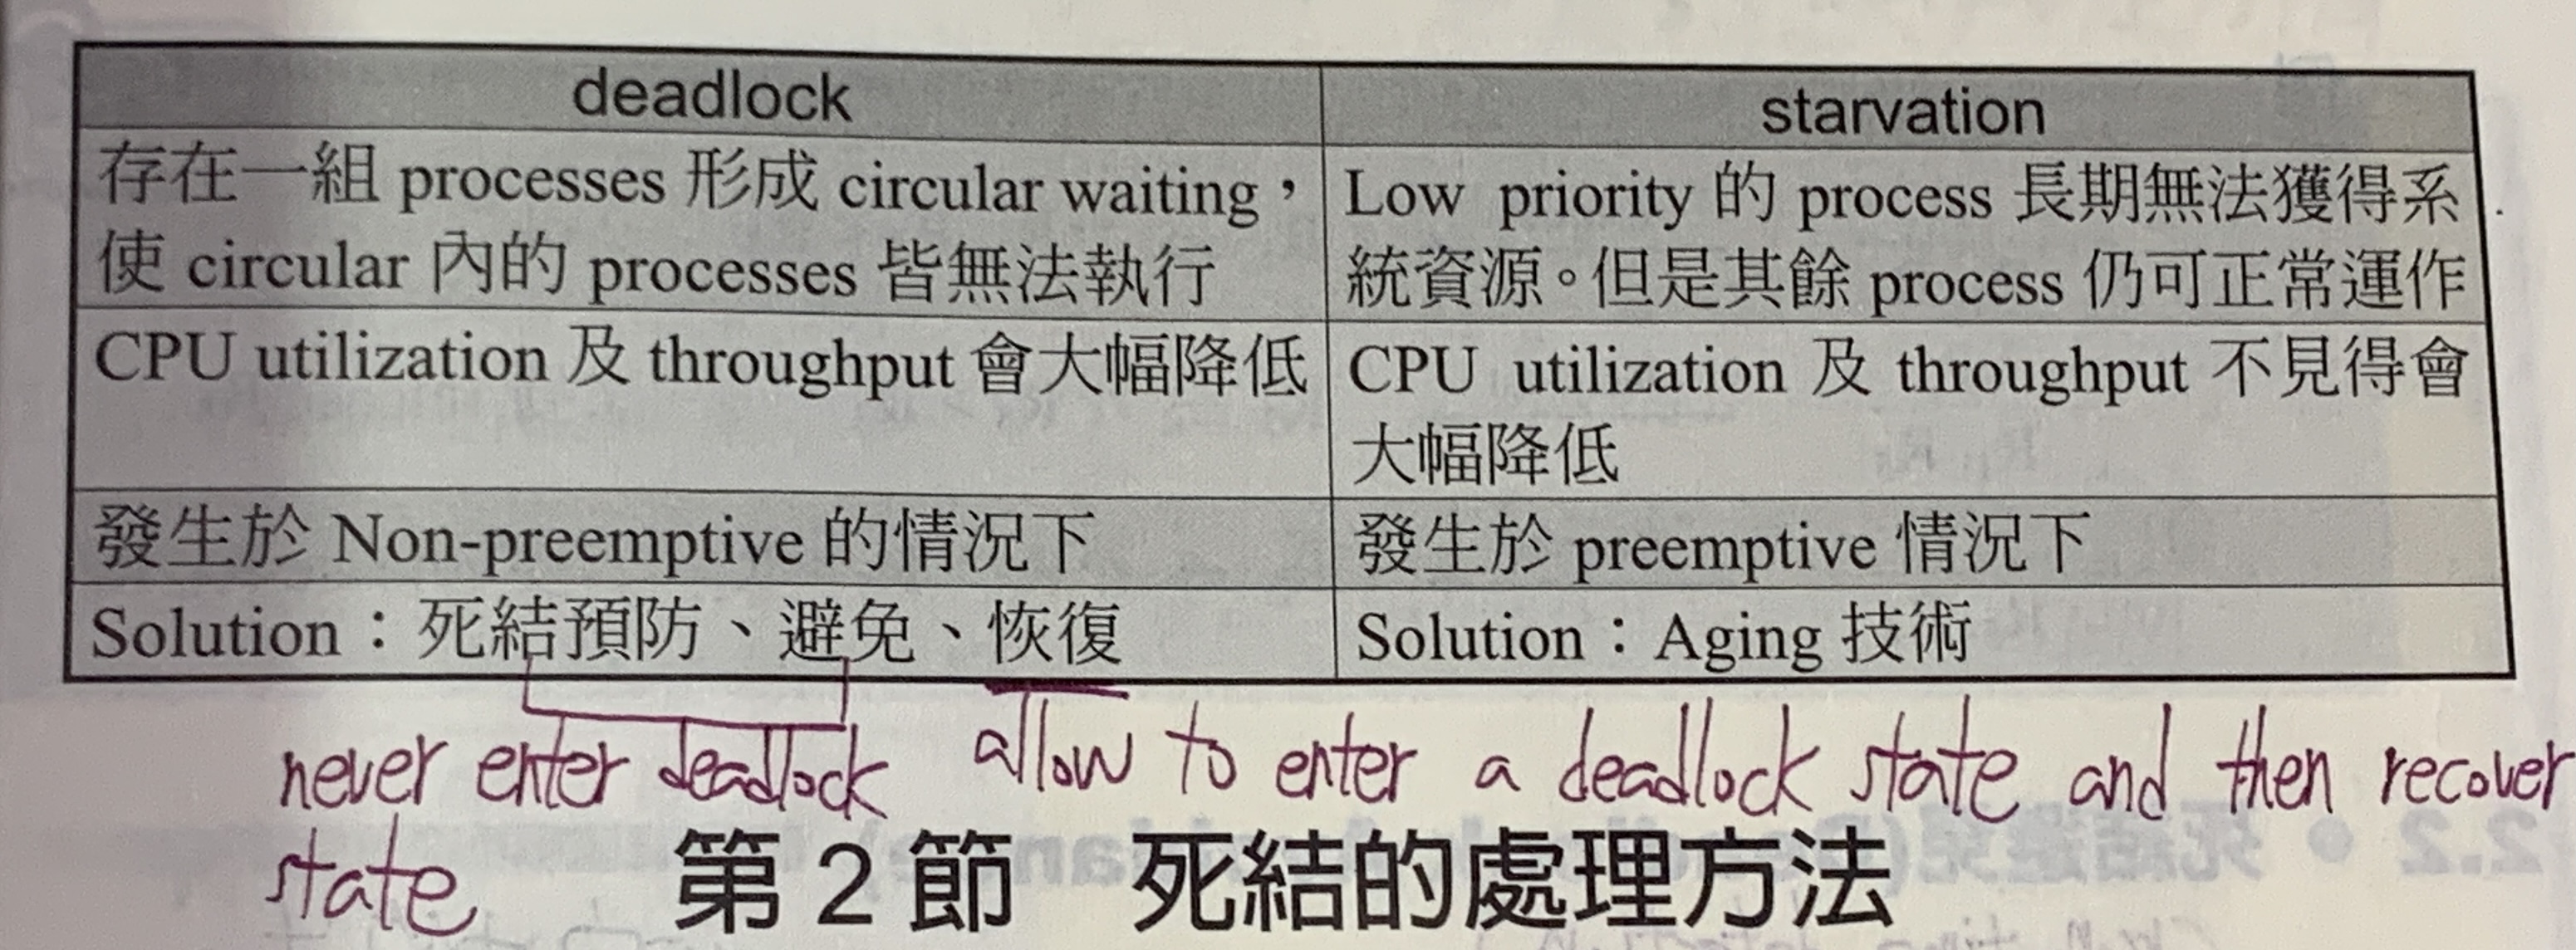 deadlock
starvation
存在一組 processes 形成 circular waiting，
使 circular 內的 processes 皆無法執行
Low priority 的 process 長期無法獲得系
統資源。但是其餘 process 仍可正常運作
CPU utilization 及 throughput 會大幅降低
CPU utilization 及 throughput 不見得會
大幅降低
發生於 Non-preemptive 的情況下
發生於 preemptive 情況下
Solution：死結預防、避免、恢復
Solution：Aging 技術
never enter deadlock
state
allow to enter a deadlock state and then recover
第 2 節 死結的處理方法